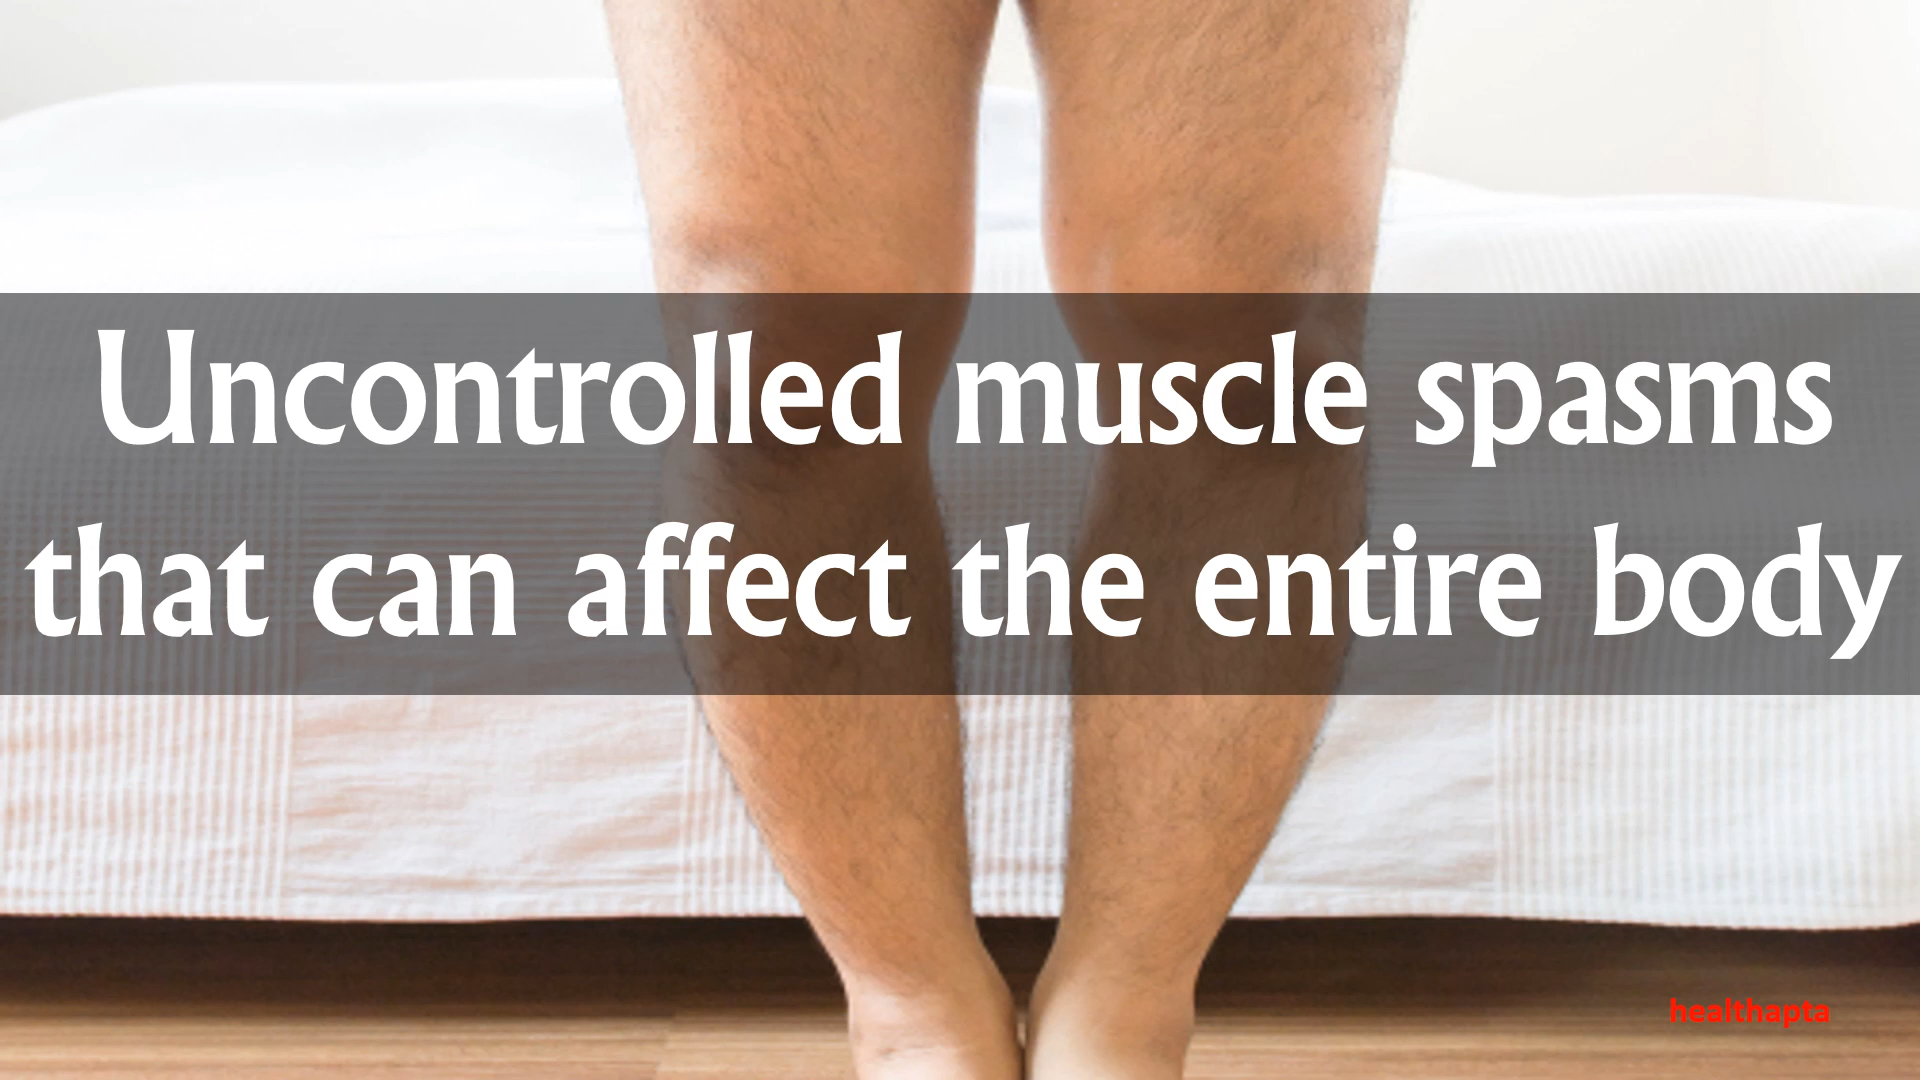 Uncontrolled muscle spasms
that can affect the entire body
healthapta